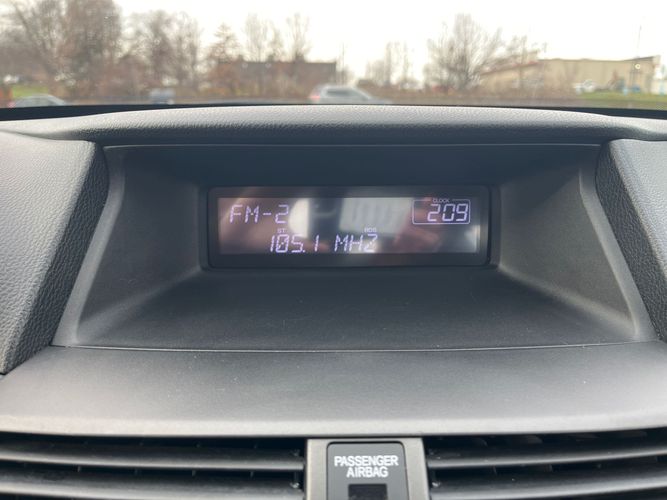 FM-2
CLOCK
209
ST
RDS
105.1 MHZ
PASSENGER
AIRBAG